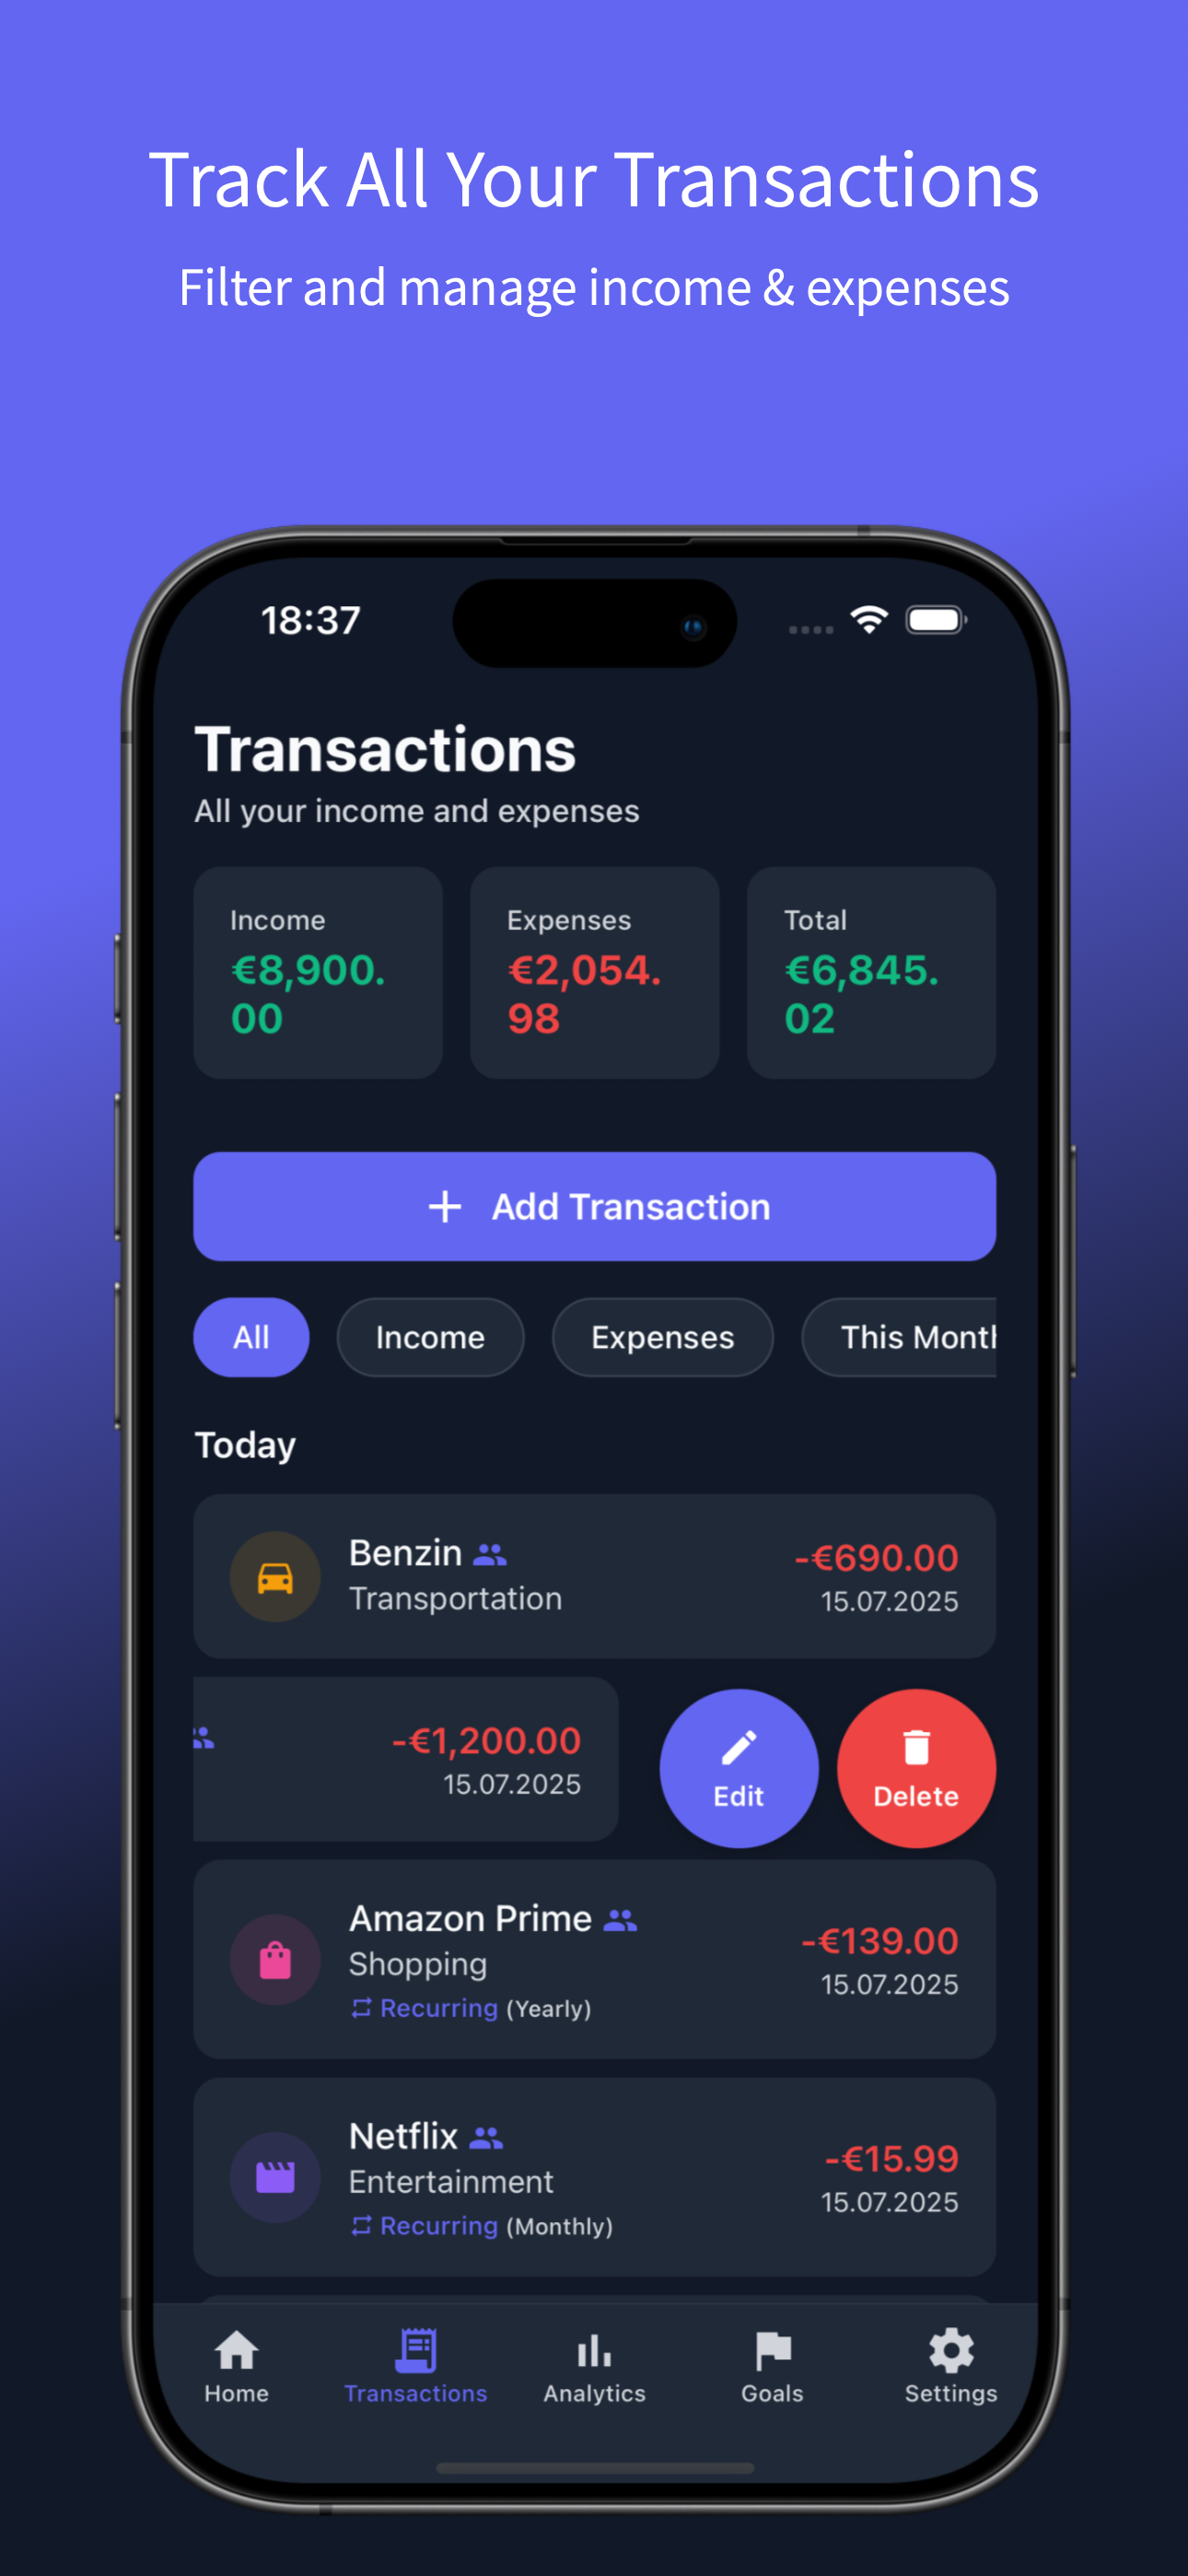 Track All Your Transactions
Filter and manage income & expenses
18:37
Transactions
All your income and expenses
Income
€8,900.
00
Expenses
€2,054.
98
Total
€6,845.
02
+ Add Transaction
All
Income
Expenses
This Month
Today
Benzin
Transportation
-€690.00
15.07.2025
-€1,200.00
15.07.2025
Edit
Delete
Amazon Prime
Shopping
Recurring (Yearly)
-€139.00
15.07.2025
Netflix
Entertainment
Recurring (Monthly)
-€15.99
15.07.2025
Home
Transactions
Analytics
Goals
Settings